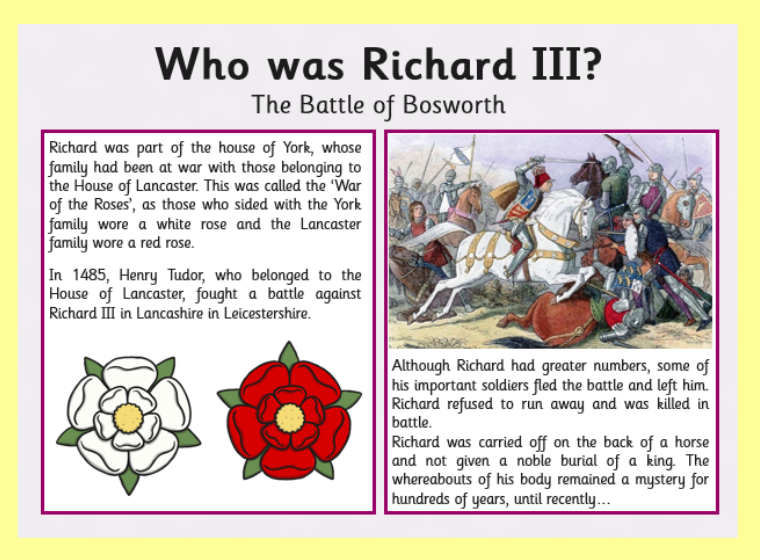 Who was Richard III?
The Battle of Bosworth
Richard was part of the house of York, whose
family had been at war with those belonging to
the House of Lancaster. This was called the ‘War
of the Roses’, as those who sided with the York
family wore a white rose and the Lancaster
family wore a red rose.
In 1485, Henry Tudor, who belonged to the
House of Lancaster, fought a battle against
Richard III in Lancashire in Leicestershire.
Although Richard had greater numbers, some of
his important soldiers fled the battle and left him.
Richard refused to run away and was killed in
battle.
Richard was carried off on the back of a horse
and not given a noble burial of a king. The
whereabouts of his body remained a mystery for
hundreds of years, until recently...